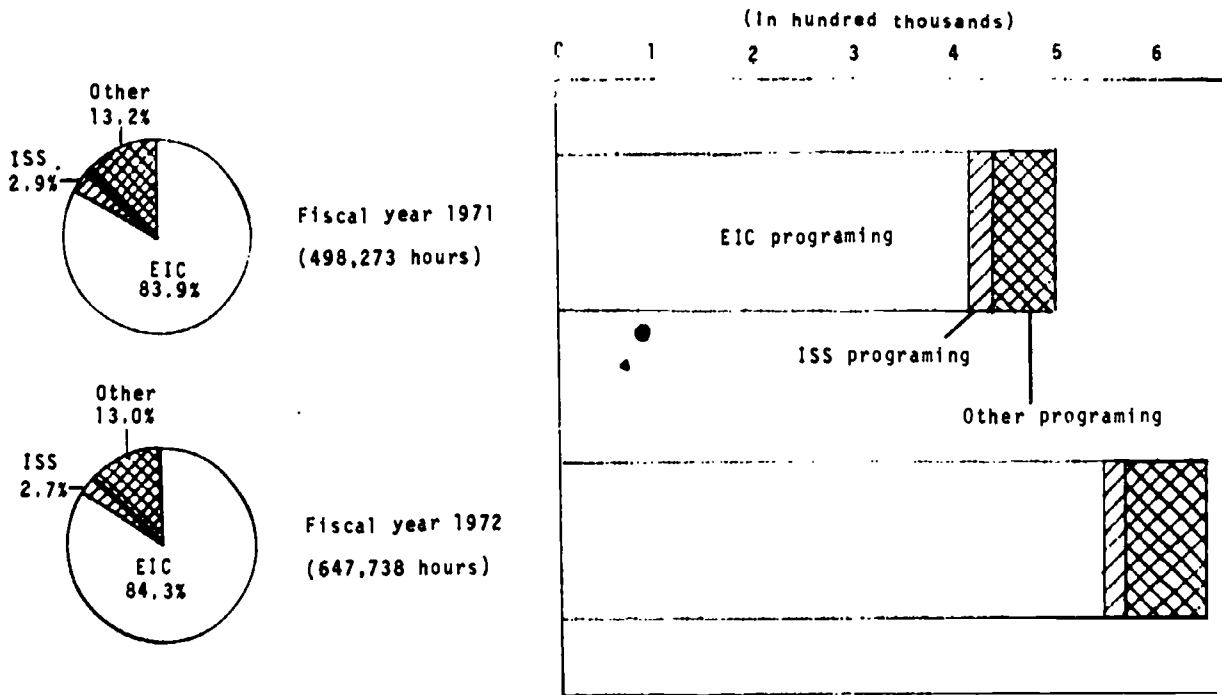 (In hundred thousands)
0 1 2 3 4 5 6
Other
13.2%
ISS
2.9%
EIC
83.9%
Fiscal year 1971
(498,273 hours)
EIC programing
ISS programing
Other programing
Other
13.0%
ISS
2.7%
EIC
84.3%
Fiscal year 1972
(647,738 hours)